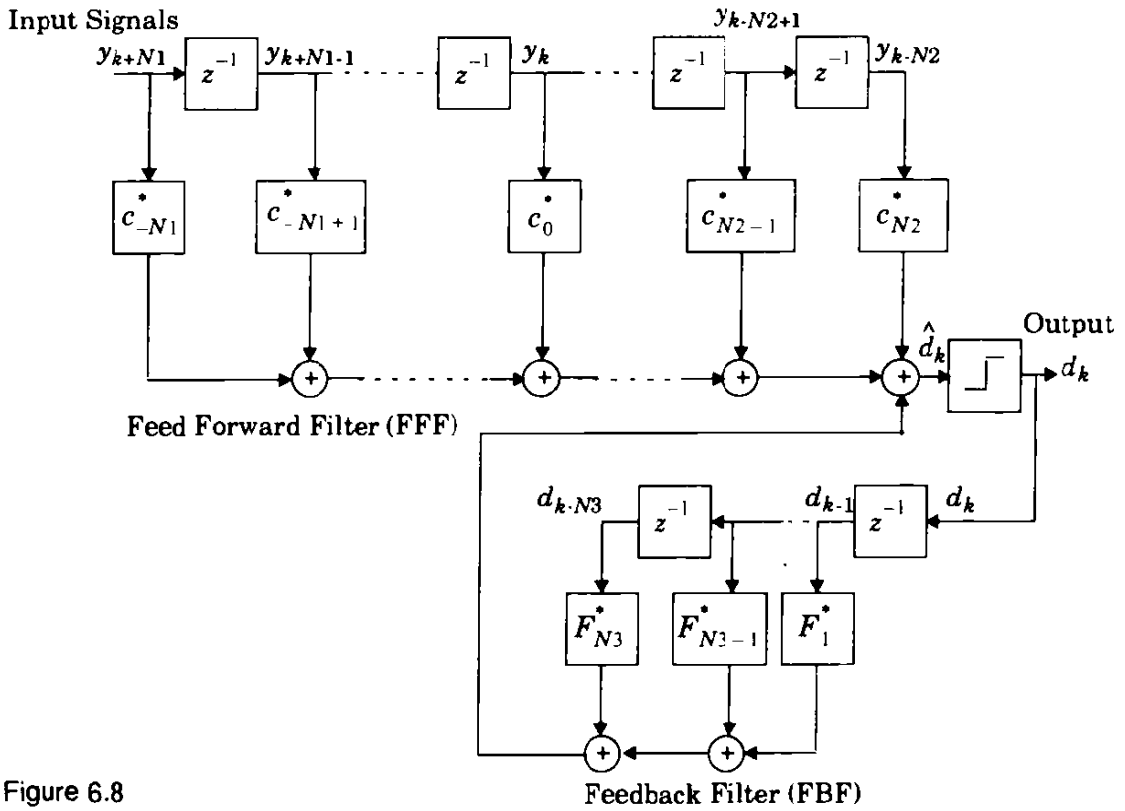 Input Signals
y_{k+N1} z^{-1} y_{k+N1-1} z^{-1} y_k z^{-1} y_{k-N2+1} z^{-1} y_{k-N2}
c^*_{-N1} c^*_{-N1+1} c^*_0 c^*_{N2-1} c^*_{N2}
+ + + + \hat{d}_k Output d_k
Feed Forward Filter (FFF)
d_{k-N3} z^{-1} d_{k-1} z^{-1} d_k
F^*_{N3} F^*_{N3-1} F^*_1
+ +
Figure 6.8
Feedback Filter (FBF)